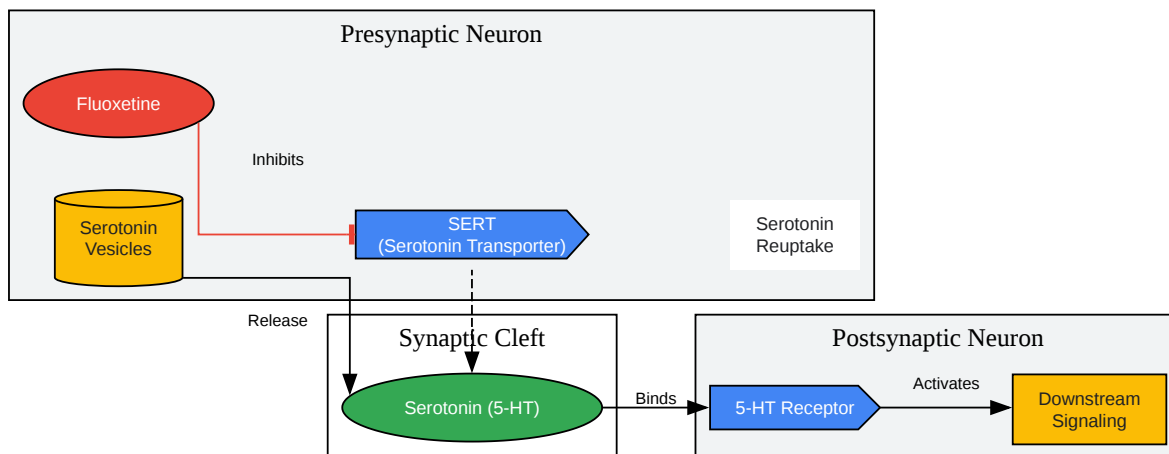 Presynaptic Neuron
Fluoxetine
Inhibits
Serotonin
Vesicles
SERT
(Serotonin Transporter)
Serotonin
Reuptake
Release
Synaptic Cleft
Serotonin (5-HT)
Binds
Postsynaptic Neuron
5-HT Receptor
Activates
Downstream
Signaling